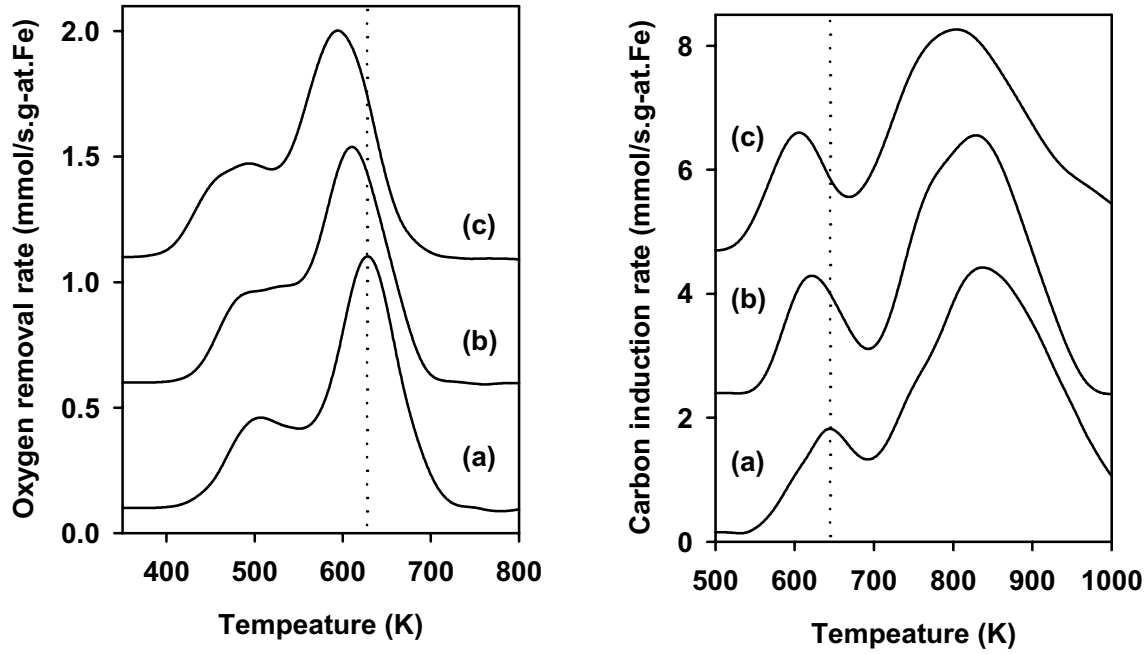 Oxygen removal rate (mmol/s.g-at.Fe)
2.0
1.5
1.0
0.5
0.0
(c)
(b)
(a)
400 500 600 700 800
Tempeature (K)
Carbon induction rate (mmol/s.g-at.Fe)
8
6
4
2
0
(c)
(b)
(a)
500 600 700 800 900 1000
Tempeature (K)